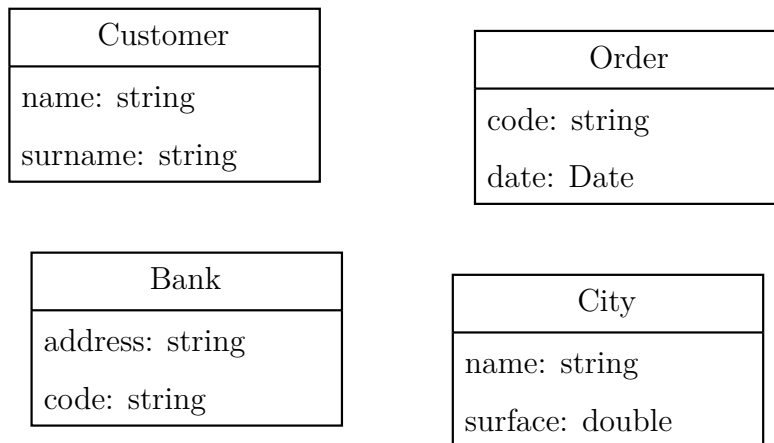 Customer
name: string
surname: string
Order
code: string
date: Date
Bank
address: string
code: string
City
name: string
surface: double